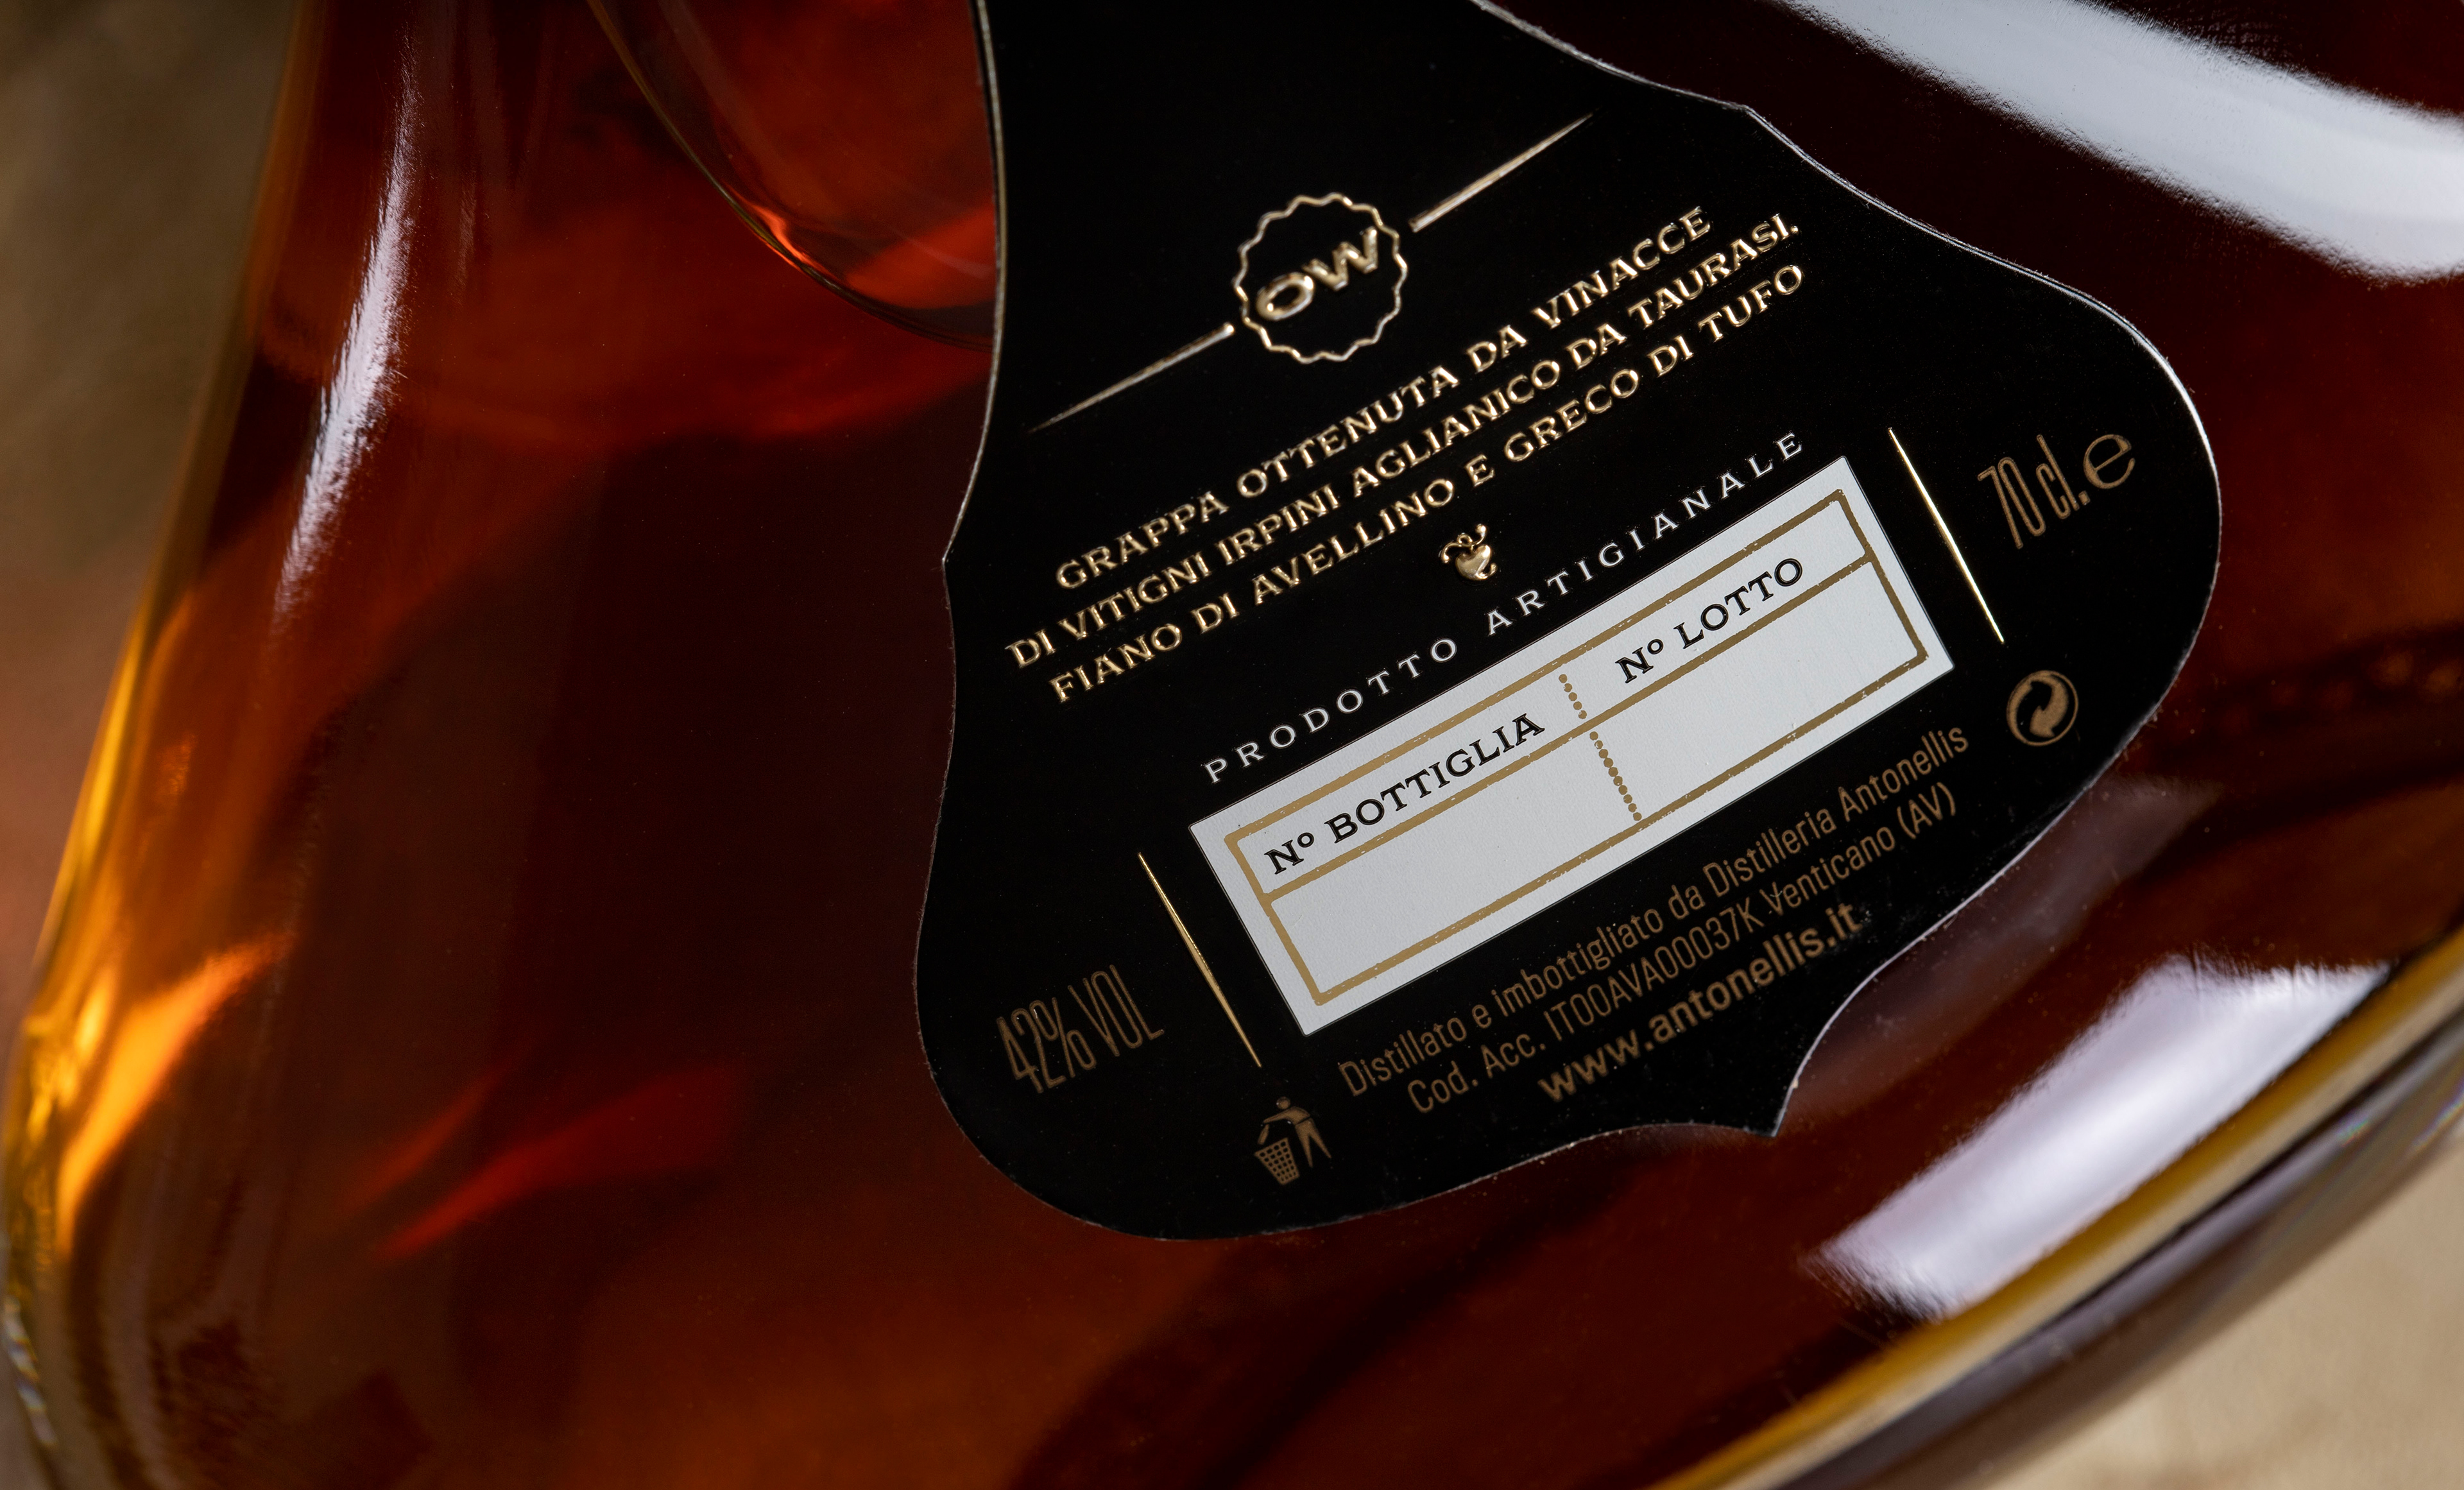 OW
GRAPPA OTTENUTA DA VINACCE
DI VITIGNI IRPINI AGLIANICO DA TAURASI.
FIANO DI AVELLINO E GRECO DI TUFO
PRODOTTO ARTIGIANALE
Nº BOTTIGLIA
Nº LOTTO
42% VOL
70 cl. e
Distillato e imbottigliato da Distilleria Antonellis
Cod. Acc. IT00AVA00037K Venticano (AV)
www.antonellis.it